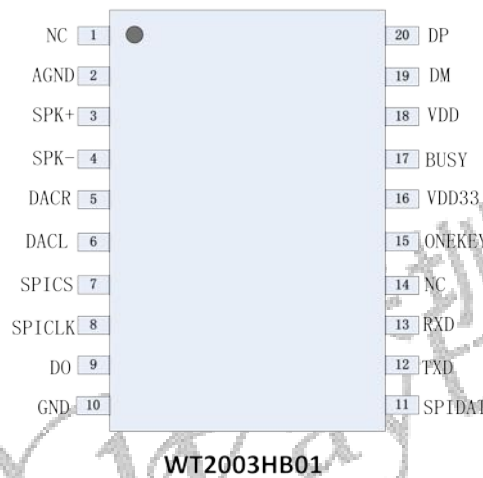 NC 1
AGND 2
SPK+ 3
SPK- 4
DACR 5
DACL 6
SPICS 7
SPICLK 8
DO 9
GND 10
20 DP
19 DM
18 VDD
17 BUSY
16 VDD33
15 ONEKEY
14 NC
13 RXD
12 TXD
11 SPIDAT
WT2003HB01